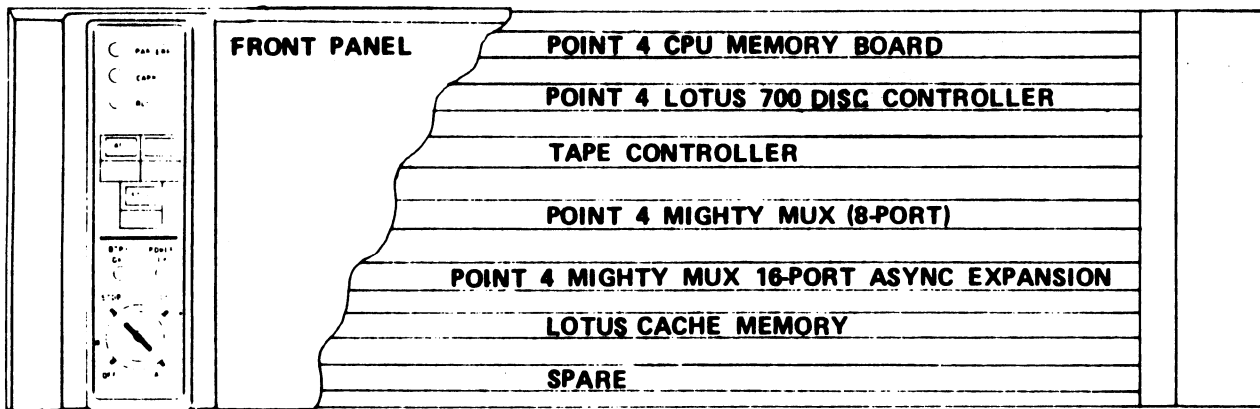 FRONT PANEL
POINT 4 CPU MEMORY BOARD
POINT 4 LOTUS 700 DISC CONTROLLER
TAPE CONTROLLER
POINT 4 MIGHTY MUX (8-PORT)
POINT 4 MIGHTY MUX 16-PORT ASYNC EXPANSION
LOTUS CACHE MEMORY
SPARE
STOP
OFF